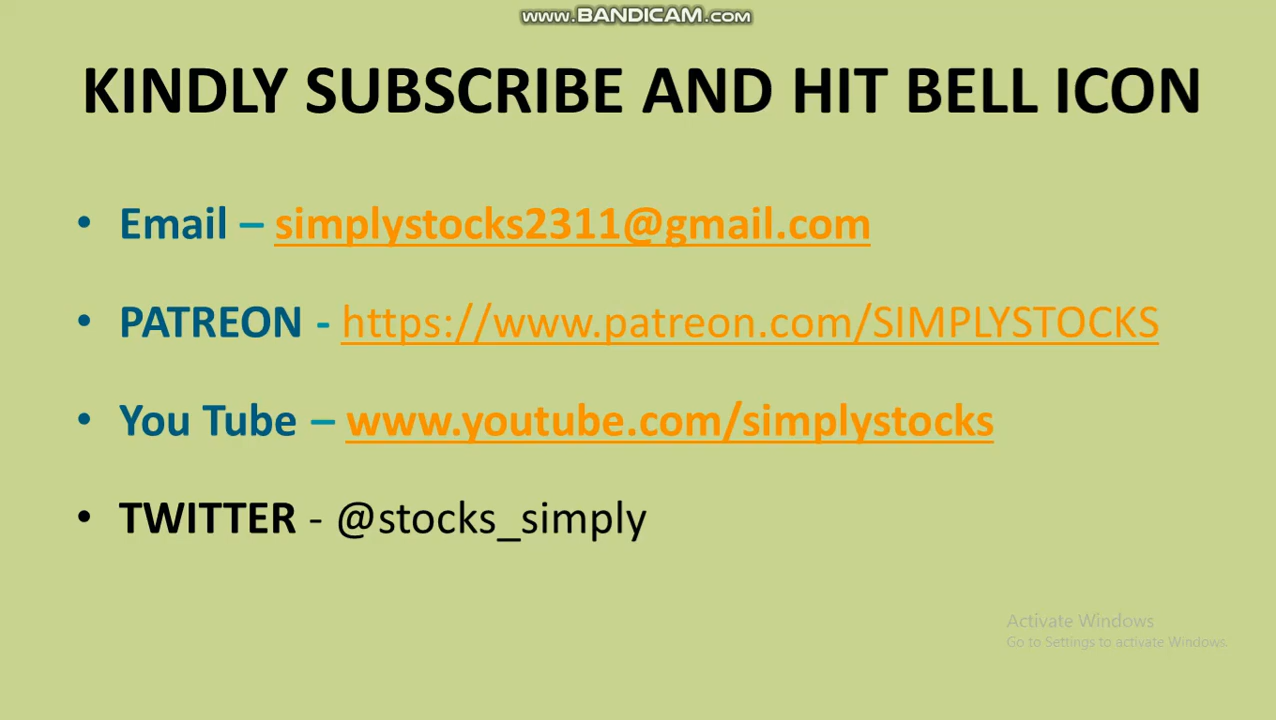 www.BANDICAM.com
KINDLY SUBSCRIBE AND HIT BELL ICON
• Email – simplystocks2311@gmail.com
• PATREON - https://www.patreon.com/SIMPLYSTOCKS
• You Tube – www.youtube.com/simplystocks
• TWITTER - @stocks_simply
Activate Windows
Go to Settings to activate Windows.